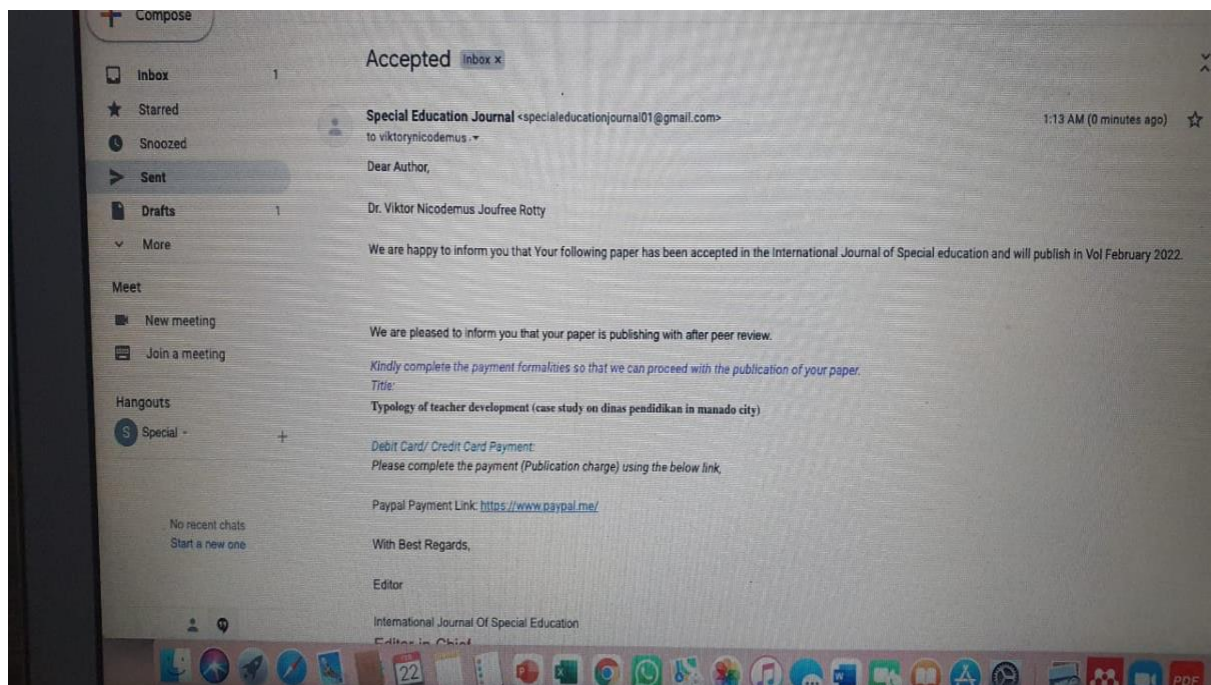 Compose
Inbox 1
Starred
Snoozed
Sent
Drafts 1
More
Meet
New meeting
Join a meeting
Hangouts
S Special
No recent chats
Start a new one
Accepted Inbox x
Special Education Journal <specialeducationjournal01@gmail.com> 1:13 AM (0 minutes ago)
to viktorynicodemus
Dear Author,
Dr. Viktor Nicodemus Joufree Rotty
We are happy to inform you that Your following paper has been accepted in the International Journal of Special education and will publish in Vol February 2022.
We are pleased to inform you that your paper is publishing with after peer review.
Kindly complete the payment formalities so that we can proceed with the publication of your paper.
Title:
Typology of teacher development (case study on dinas pendidikan in manado city)
Debit Card/ Credit Card Payment:
Please complete the payment (Publication charge) using the below link,
Paypal Payment Link: https://www.paypal.me/
With Best Regards,
Editor
International Journal Of Special Education
Editor in Chief
FEB
22
PDF